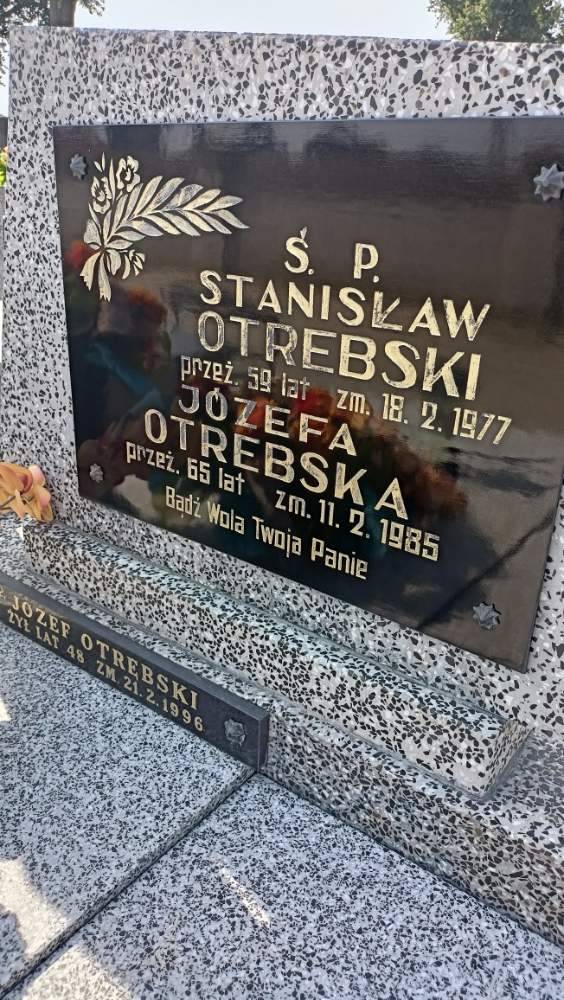 Ś. P.
STANISŁAW
OTREBSKI
przeż. 59 lat zm. 18. 2. 1977
JÓZEFA
OTREBSKA
przeż. 65 lat zm. 11. 2. 1985
Bądź Wola Twoja Panie
P. JÓZEF OTRĘBSKI
ŻYŁ LAT 48 ZM. 21.2.1996